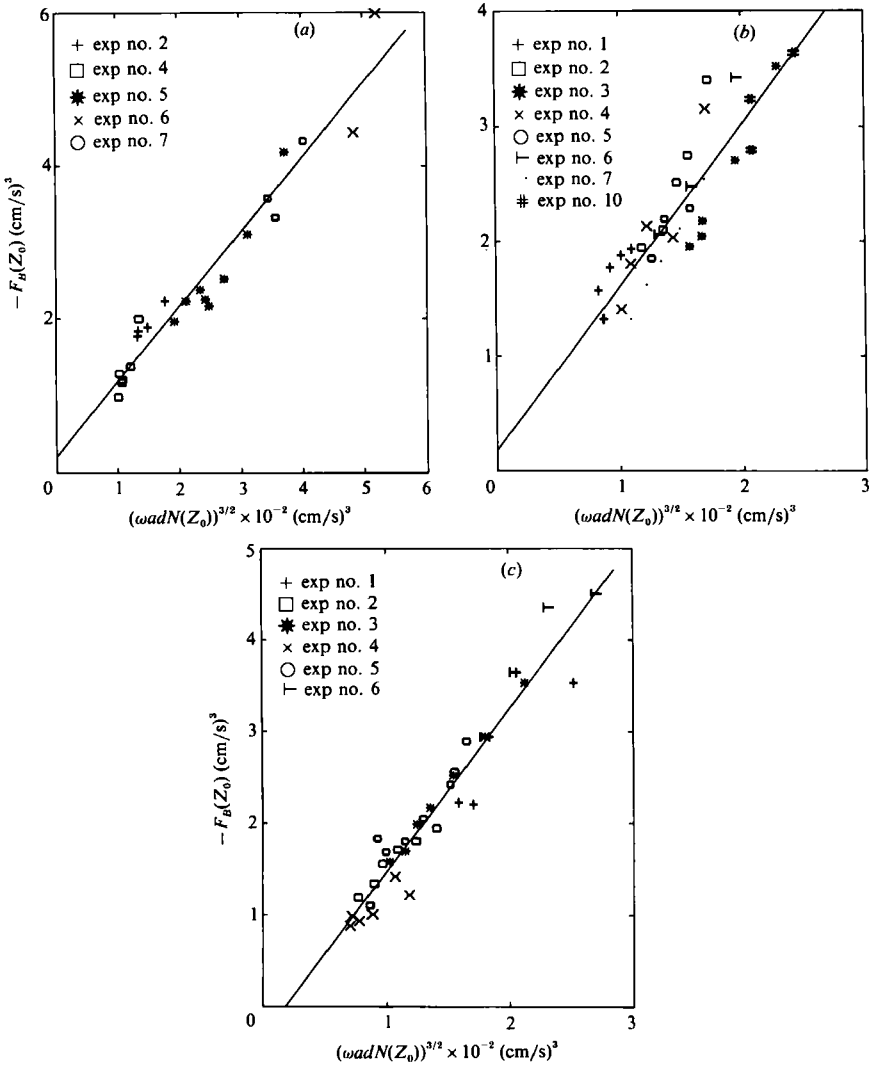 (a)
6
4
2
+ exp no. 2
□ exp no. 4
✷ exp no. 5
× exp no. 6
○ exp no. 7
−F_B(Z_0) (cm/s)^3
0 1 2 3 4 5 6
(ωadN(Z_0))^{3/2} × 10^{−2} (cm/s)^3
(b)
4
3
2
1
+ exp no. 1
□ exp no. 2
✷ exp no. 3
× exp no. 4
○ exp no. 5
⊢ exp no. 6
· exp no. 7
# exp no. 10
0 1 2 3
(ωadN(Z_0))^{3/2} × 10^{−2} (cm/s)^3
(c)
5
4
3
2
1
0
+ exp no. 1
□ exp no. 2
✷ exp no. 3
× exp no. 4
○ exp no. 5
⊢ exp no. 6
−F_B(Z_0) (cm/s)^3
0 1 2 3
(ωadN(Z_0))^{3/2} × 10^{−2} (cm/s)^3